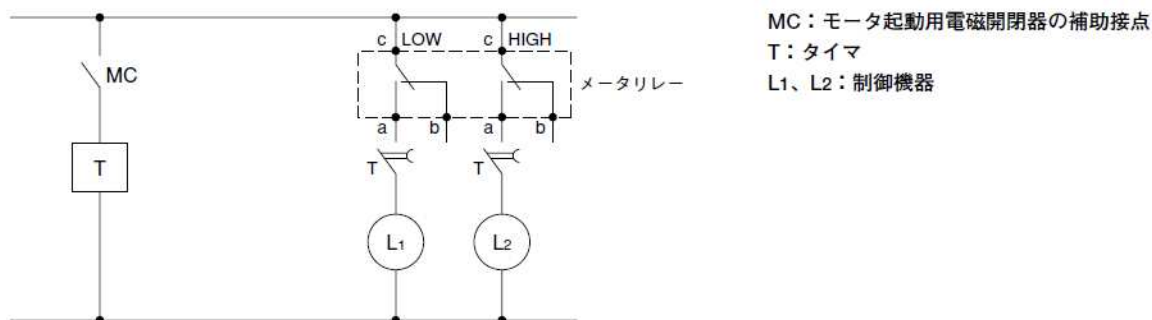 MC：モータ起動用電磁開閉器の補助接点
T：タイマ
L1、L2：制御機器
c LOW c HIGH
MC
メータリレー
a b a b
T T T
L1 L2